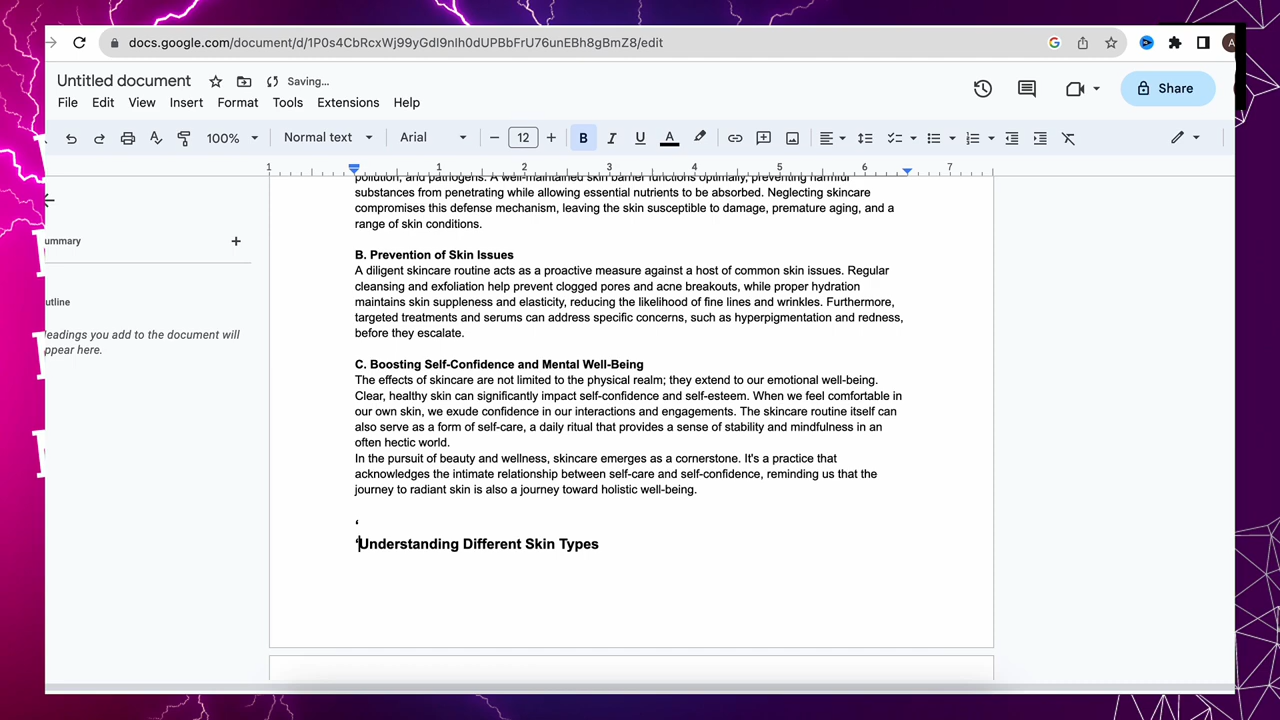 docs.google.com/document/d/1P0s4CbRcxWj99yGdI9nIh0dUPBbFrU76unEBh8gBmZ8/edit
Untitled document
Saving...
Share
File Edit View Insert Format Tools Extensions Help
100% Normal text Arial 12 B I U A
1 1 2 3 4 5 6 7
pollution, and pathogens. A well-maintained skin barrier functions optimally, preventing harmful
substances from penetrating while allowing essential nutrients to be absorbed. Neglecting skincare
compromises this defense mechanism, leaving the skin susceptible to damage, premature aging, and a
range of skin conditions.
ummary
utline
eadings you add to the document will
ppear here.
B. Prevention of Skin Issues
A diligent skincare routine acts as a proactive measure against a host of common skin issues. Regular
cleansing and exfoliation help prevent clogged pores and acne breakouts, while proper hydration
maintains skin suppleness and elasticity, reducing the likelihood of fine lines and wrinkles. Furthermore,
targeted treatments and serums can address specific concerns, such as hyperpigmentation and redness,
before they escalate.
C. Boosting Self-Confidence and Mental Well-Being
The effects of skincare are not limited to the physical realm; they extend to our emotional well-being.
Clear, healthy skin can significantly impact self-confidence and self-esteem. When we feel comfortable in
our own skin, we exude confidence in our interactions and engagements. The skincare routine itself can
also serve as a form of self-care, a daily ritual that provides a sense of stability and mindfulness in an
often hectic world.
In the pursuit of beauty and wellness, skincare emerges as a cornerstone. It's a practice that
acknowledges the intimate relationship between self-care and self-confidence, reminding us that the
journey to radiant skin is also a journey toward holistic well-being.
‘
‘Understanding Different Skin Types